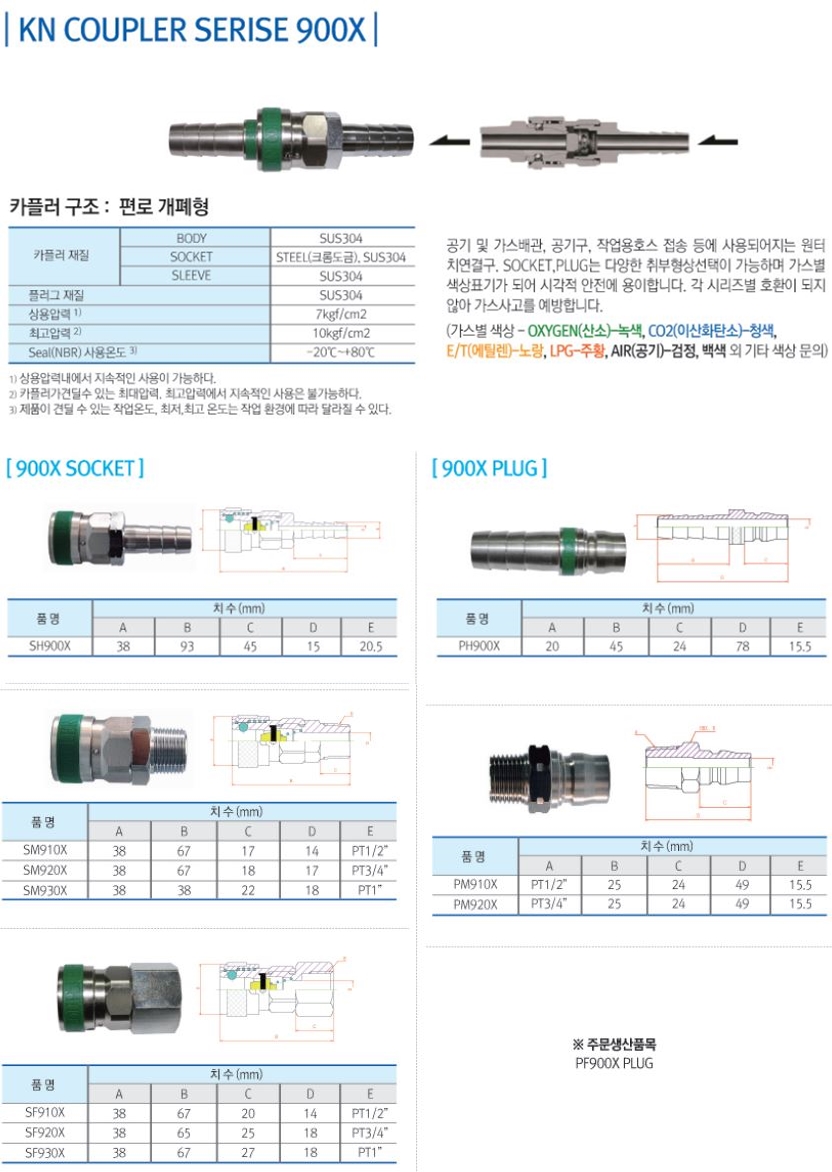 KN COUPLER SERISE 900X
카플러 구조 : 편로 개폐형
카플러 재질 BODY SUS304
SOCKET STEEL(크롬도금), SUS304
SLEEVE SUS304
플러그 재질 SUS304
상용압력 1) 7kgf/cm2
최고압력 2) 10kgf/cm2
Seal(NBR) 사용온도 3) -20℃~+80℃
1) 상용압력내에서 지속적인 사용이 가능하다.
2) 카플러가견딜수 있는 최대압력, 최고압력에서 지속적인 사용은 불가능하다.
3) 제품이 견딜 수 있는 작업온도, 최저,최고 온도는 작업 환경에 따라 달라질 수 있다.
공기 및 가스배관, 공기구, 작업용호스 접송 등에 사용되어지는 원터
치연결구. SOCKET,PLUG는 다양한 취부형상선택이 가능하며 가스별
색상표기가 되어 시각적 안전에 용이합니다. 각 시리즈별 호환이 되지
않아 가스사고를 예방합니다.
(가스별 색상 - OXYGEN(산소)-녹색, CO2(이산화탄소)-청색,
E/T(에틸렌)-노랑, LPG-주황, AIR(공기)-검정, 백색 외 기타 색상 문의)
[ 900X SOCKET ]
품 명 치 수 (mm)
A B C D E
SH900X 38 93 45 15 20.5
품 명 치 수 (mm)
A B C D E
SM910X 38 67 17 14 PT1/2"
SM920X 38 67 18 17 PT3/4"
SM930X 38 38 22 18 PT1"
품 명 치 수 (mm)
A B C D E
SF910X 38 67 20 14 PT1/2"
SF920X 38 65 25 18 PT3/4"
SF930X 38 67 27 18 PT1"
[ 900X PLUG ]
품 명 치 수 (mm)
A B C D E
PH900X 20 45 24 78 15.5
품 명 치 수 (mm)
A B C D E
PM910X PT1/2" 25 24 49 15.5
PM920X PT3/4" 25 24 49 15.5
※ 주문생산품목
PF900X PLUG